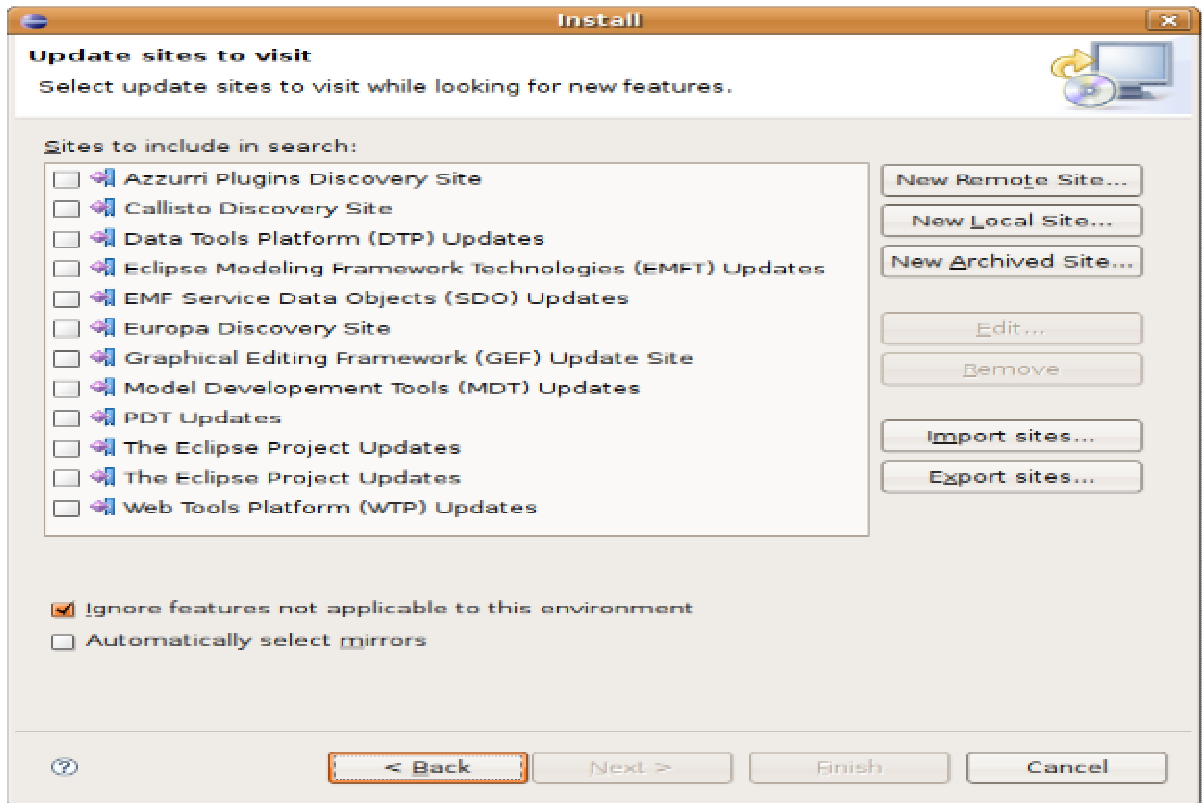 Install
Update sites to visit
Select update sites to visit while looking for new features.
Sites to include in search:
Azzurri Plugins Discovery Site
Callisto Discovery Site
Data Tools Platform (DTP) Updates
Eclipse Modeling Framework Technologies (EMFT) Updates
EMF Service Data Objects (SDO) Updates
Europa Discovery Site
Graphical Editing Framework (GEF) Update Site
Model Developement Tools (MDT) Updates
PDT Updates
The Eclipse Project Updates
The Eclipse Project Updates
Web Tools Platform (WTP) Updates
New Remote Site...
New Local Site...
New Archived Site...
Edit...
Remove
Import sites...
Export sites...
Ignore features not applicable to this environment
Automatically select mirrors
?
< Back
Next >
Finish
Cancel